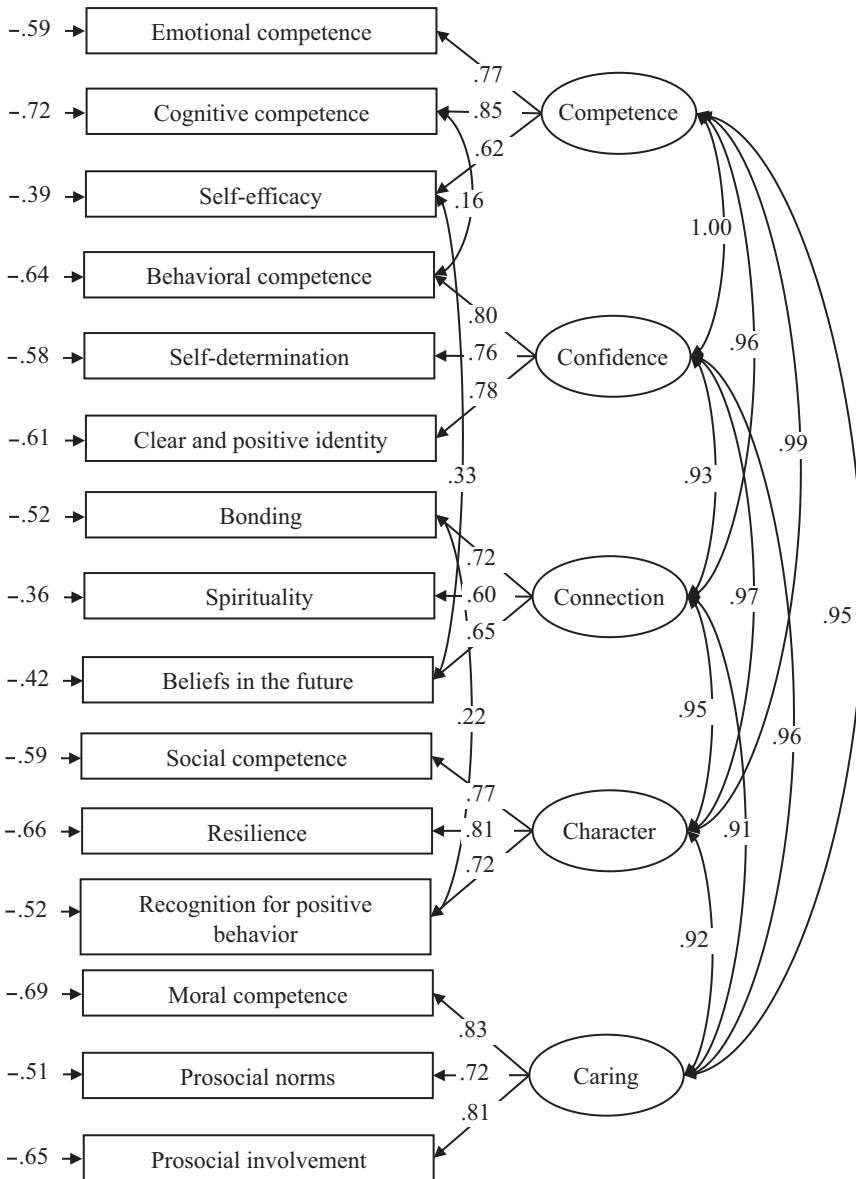 -.59 Emotional competence
.77
-.72 Cognitive competence .85 Competence
.62
-.39 Self-efficacy .16
1.00
-.64 Behavioral competence
.80
.96
-.58 Self-determination .76 Confidence
.78
-.61 Clear and positive identity .99
.33 .93
-.52 Bonding
.72
-.36 Spirituality .60 Connection .97
.95
.65
-.42 Beliefs in the future
.22 .95
.96
-.59 Social competence
.77
-.66 Resilience .81 Character .91
.72
-.52 Recognition for positive
behavior
.92
-.69 Moral competence
.83
-.51 Prosocial norms .72 Caring
.81
-.65 Prosocial involvement